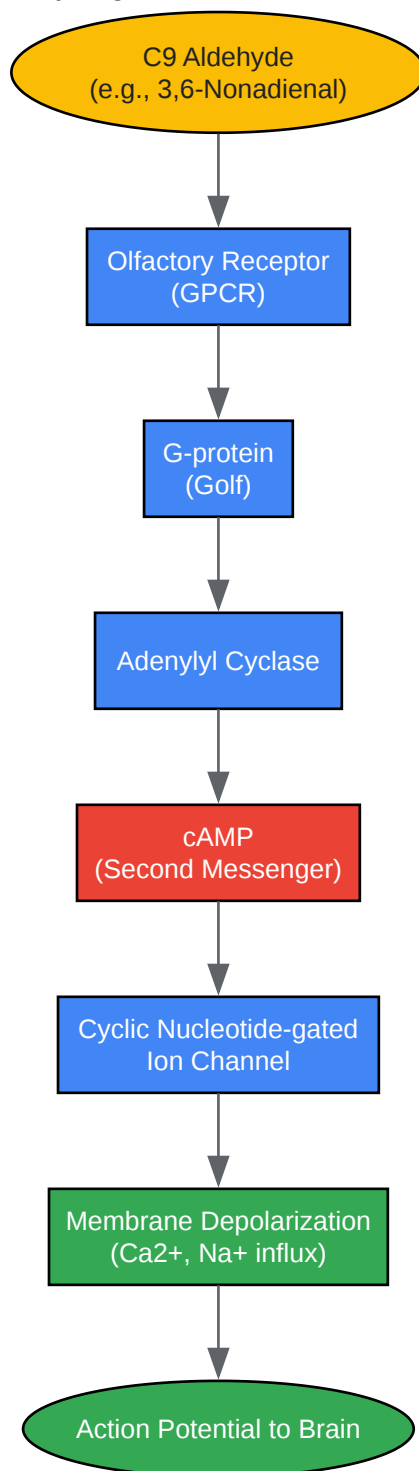 C9 Aldehyde
(e.g., 3,6-Nonadienal)
Olfactory Receptor
(GPCR)
G-protein
(Golf)
Adenylyl Cyclase
cAMP
(Second Messenger)
Cyclic Nucleotide-gated
Ion Channel
Membrane Depolarization
(Ca2+, Na+ influx)
Action Potential to Brain